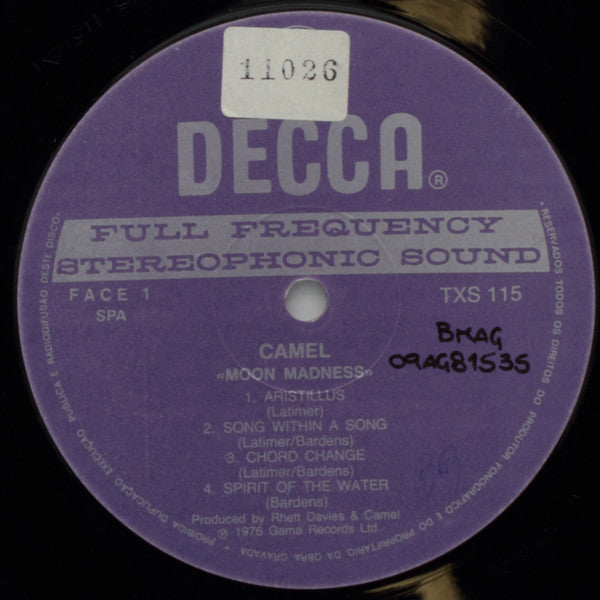 11026
DECCA®
FULL FREQUENCY
STEREOPHONIC SOUND
FACE 1
SPA
TXS 115
BMAG
09AG81535
CAMEL
«MOON MADNESS»
1. ARISTILLUS
(Latimer)
2. SONG WITHIN A SONG
(Latimer/Bardens)
3. CHORD CHANGE
(Latimer/Bardens)
4. SPIRIT OF THE WATER
(Bardens)
Produced by Rhett Davies & Camel
℗ 1976 Gama Records Ltd.
• RESERVADOS TODOS OS DIREITOS DO PRODUTOR FONOGRÁFICO E DO PROPRIETÁRIO DA OBRA GRAVADA • PROIBIDA DUPLICAÇÃO, EXECUÇÃO PÚBLICA E RADIODIFUSÃO DESTE DISCO.